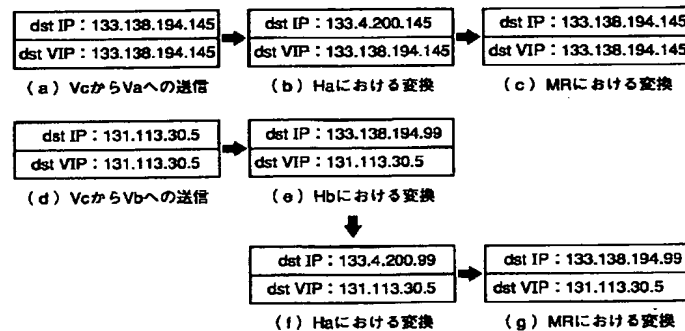 dst IP：133.138.194.145
dst VIP：133.138.194.145
(a) VcからVaへの送信
dst IP：133.4.200.145
dst VIP：133.138.194.145
(b) Haにおける変換
dst IP：133.138.194.145
dst VIP：133.138.194.145
(c) MRにおける変換
dst IP：131.113.30.5
dst VIP：131.113.30.5
(d) VcからVbへの送信
dst IP：133.138.194.99
dst VIP：131.113.30.5
(e) Hbにおける変換
dst IP：133.4.200.99
dst VIP：131.113.30.5
(f) Haにおける変換
dst IP：133.138.194.99
dst VIP：131.113.30.5
(g) MRにおける変換